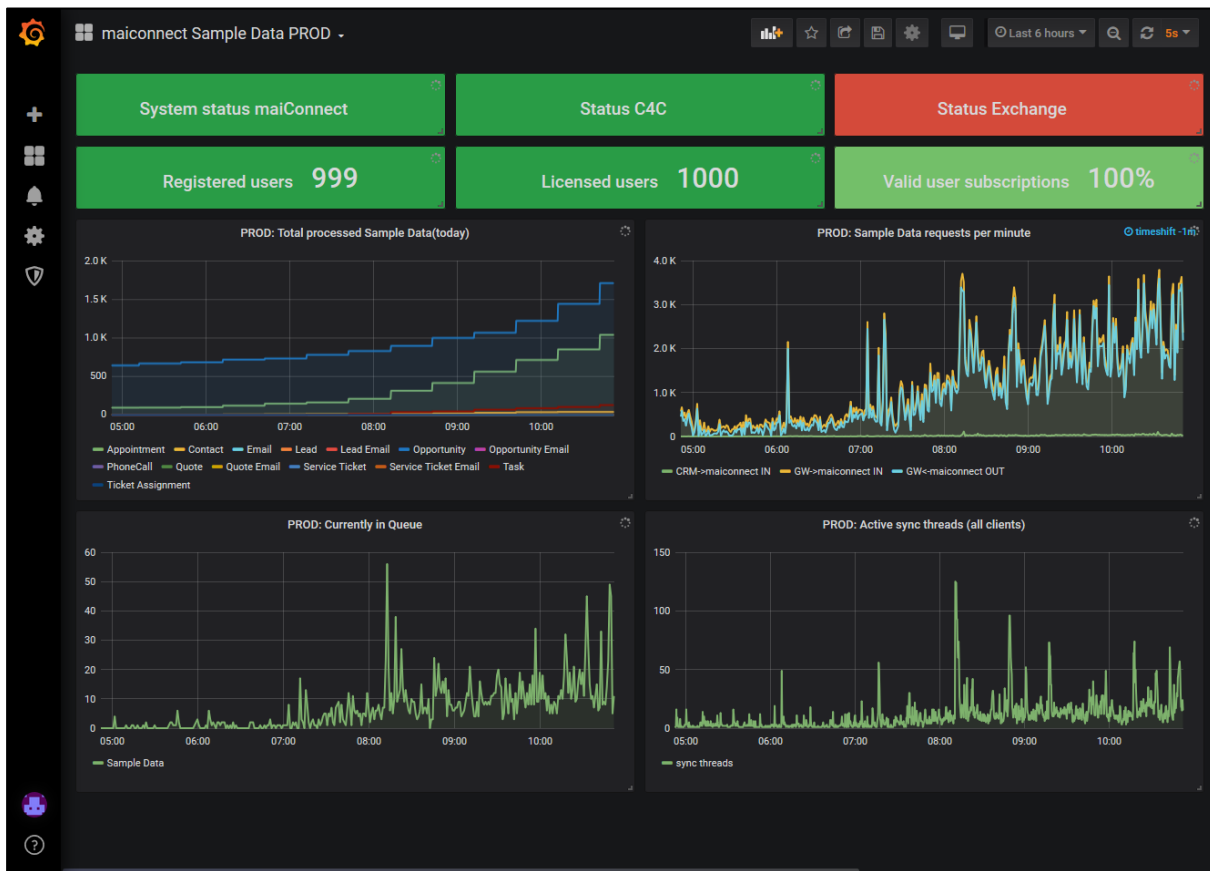 maiconnect Sample Data PROD
Last 6 hours
5s
System status maiConnect
Status C4C
Status Exchange
Registered users 999
Licensed users 1000
Valid user subscriptions 100%
PROD: Total processed Sample Data(today)
2.0 K
1.5 K
1.0 K
500
0
05:00 06:00 07:00 08:00 09:00 10:00
Appointment Contact Email Lead Lead Email Opportunity Opportunity Email
PhoneCall Quote Quote Email Service Ticket Service Ticket Email Task
Ticket Assignment
PROD: Sample Data requests per minute
timeshift -1m
4.0 K
3.0 K
2.0 K
1.0 K
0
05:00 06:00 07:00 08:00 09:00 10:00
CRM->maiconnect IN GW->maiconnect IN GW<-maiconnect OUT
PROD: Currently in Queue
60
50
40
30
20
10
0
05:00 06:00 07:00 08:00 09:00 10:00
Sample Data
PROD: Active sync threads (all clients)
150
100
50
0
05:00 06:00 07:00 08:00 09:00 10:00
sync threads